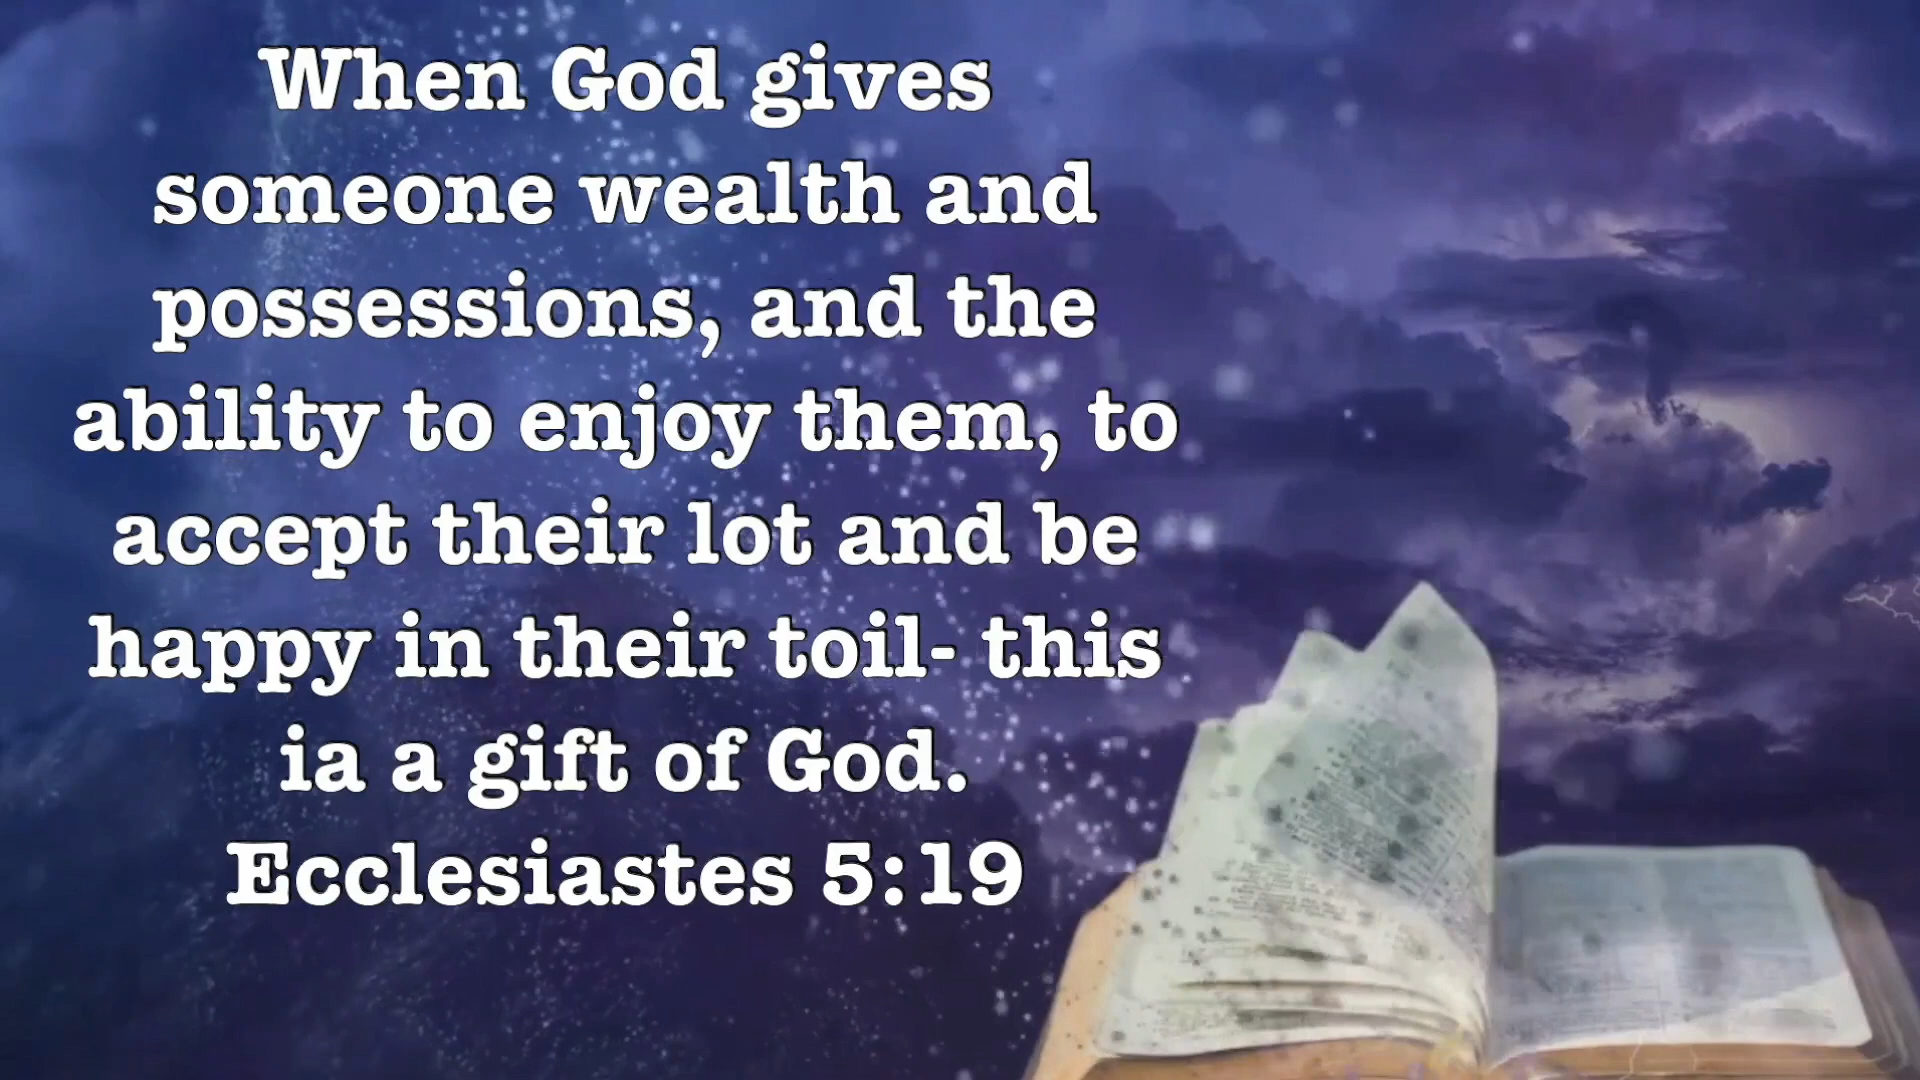 When God gives
someone wealth and
possessions, and the
ability to enjoy them, to
accept their lot and be
happy in their toil- this
ia a gift of God.
Ecclesiastes 5:19